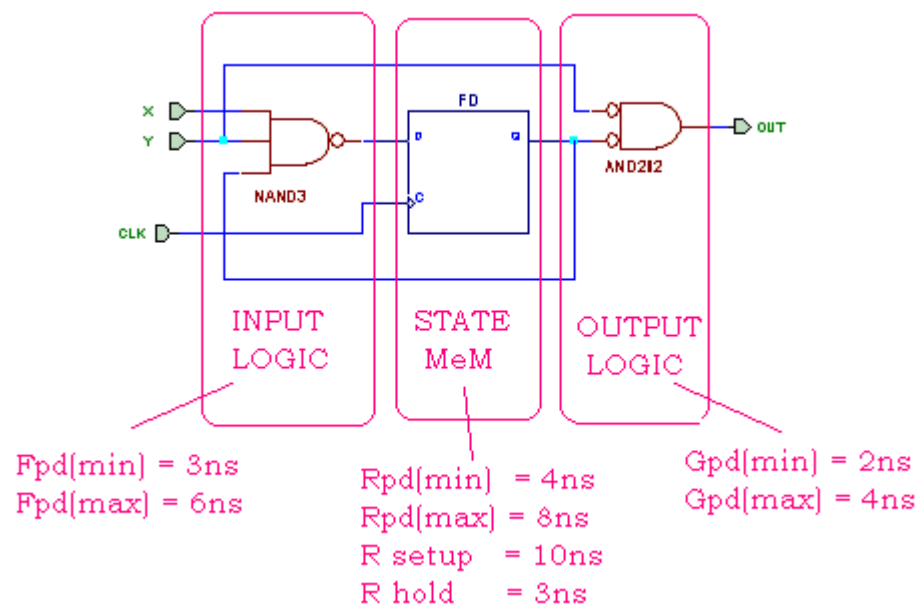 FD
X
Y
D
Q
OUT
AND2I2
C
NAND3
CLK
INPUT
LOGIC
STATE
MeM
OUTPUT
LOGIC
Fpd(min) = 3ns
Fpd(max) = 6ns
Rpd(min) = 4ns
Rpd(max) = 8ns
R setup = 10ns
R hold = 3ns
Gpd(min) = 2ns
Gpd(max) = 4ns